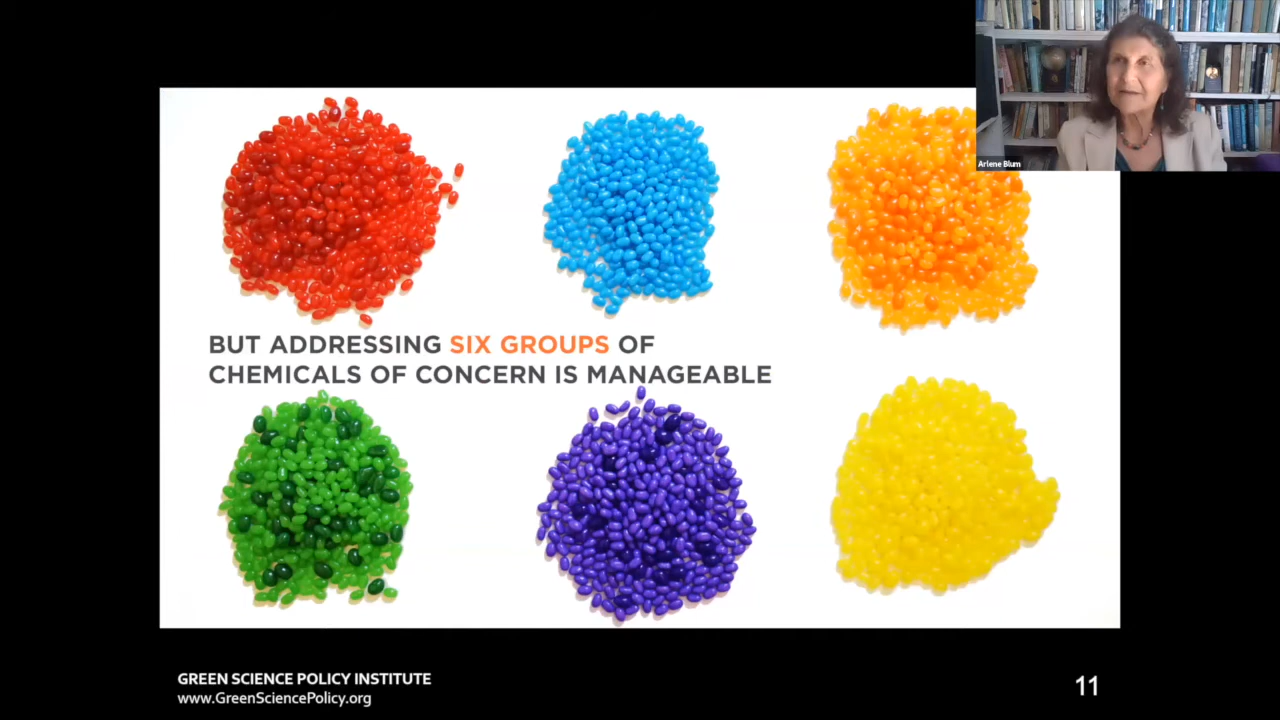 Arlene Blum
BUT ADDRESSING SIX GROUPS OF
CHEMICALS OF CONCERN IS MANAGEABLE
GREEN SCIENCE POLICY INSTITUTE
www.GreenSciencePolicy.org
11